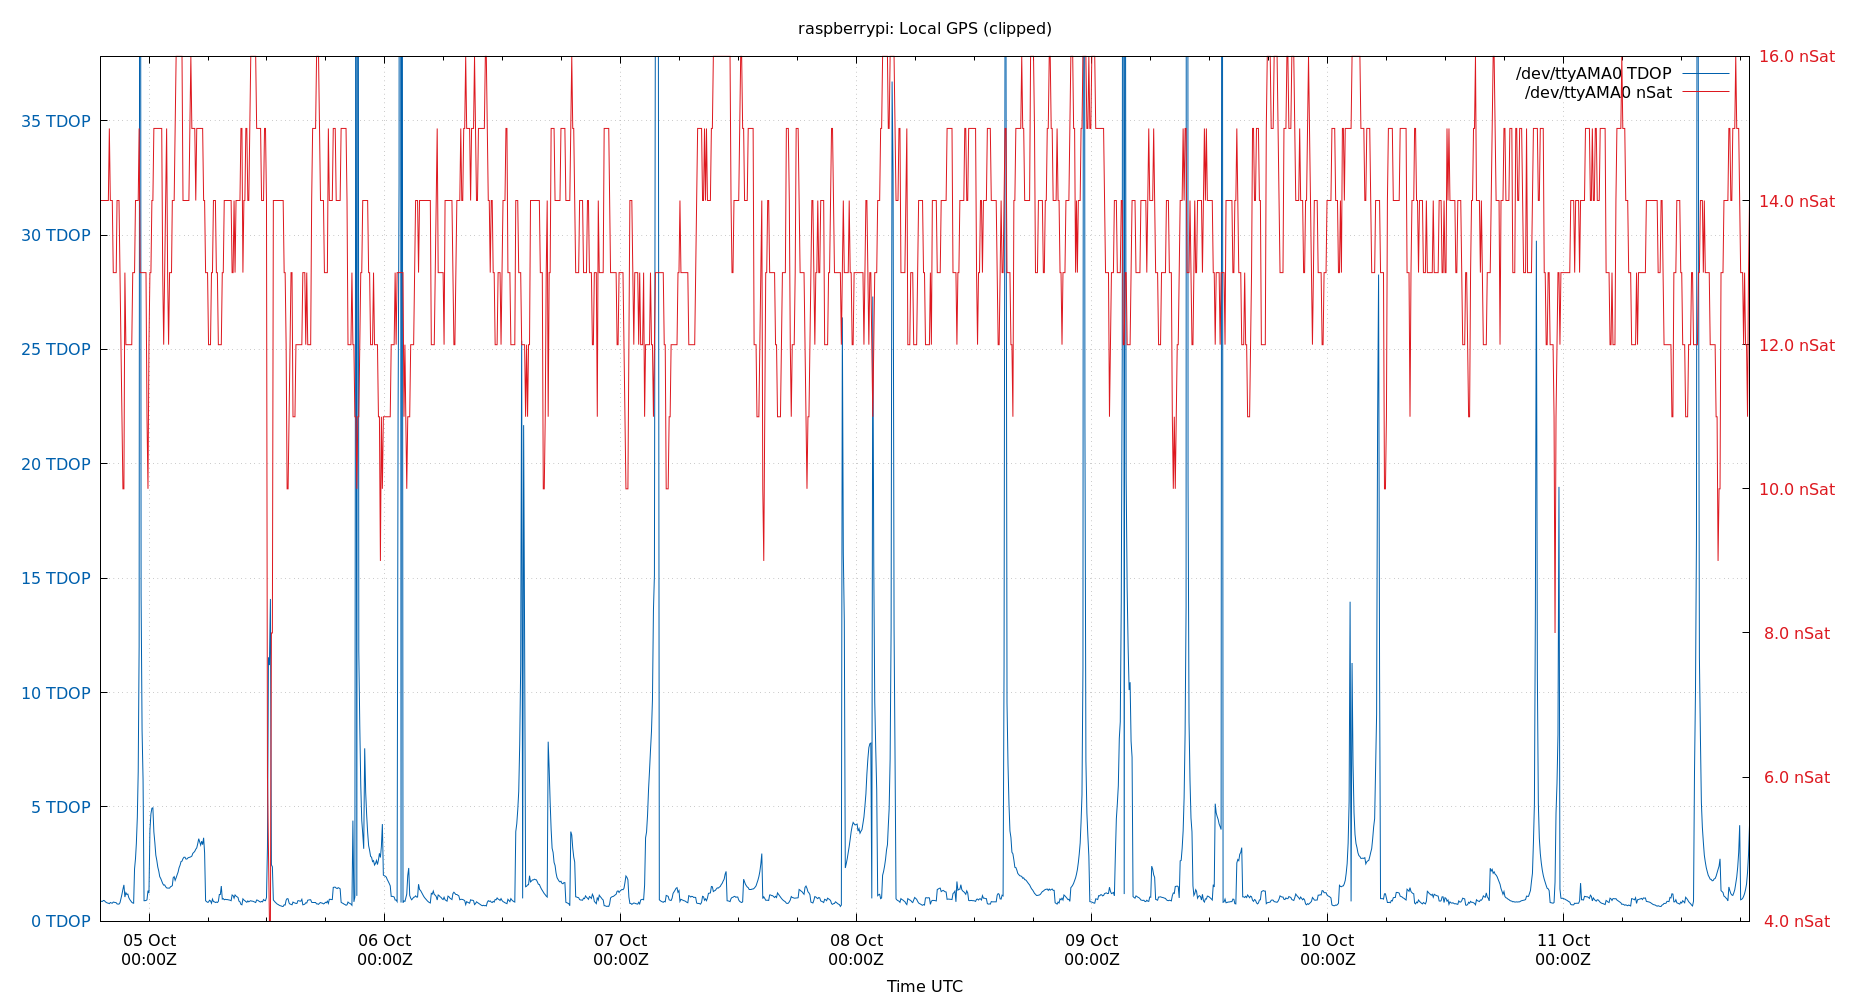 raspberrypi: Local GPS (clipped)
/dev/ttyAMA0 TDOP
/dev/ttyAMA0 nSat
35 TDOP
30 TDOP
25 TDOP
20 TDOP
15 TDOP
10 TDOP
5 TDOP
0 TDOP
16.0 nSat
14.0 nSat
12.0 nSat
10.0 nSat
8.0 nSat
6.0 nSat
4.0 nSat
05 Oct
00:00Z
06 Oct
00:00Z
07 Oct
00:00Z
08 Oct
00:00Z
09 Oct
00:00Z
10 Oct
00:00Z
11 Oct
00:00Z
Time UTC